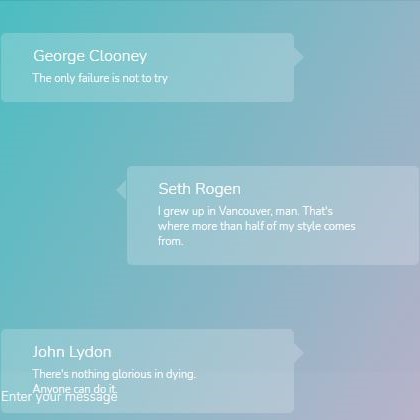 George Clooney
The only failure is not to try
Seth Rogen
I grew up in Vancouver, man. That's
where more than half of my style comes
from.
John Lydon
There's nothing glorious in dying.
Anyone can do it.
Enter your message